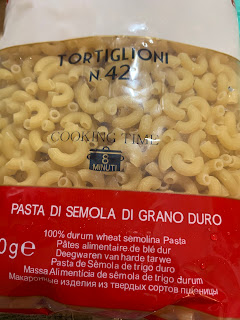 TORTIGLIONI
N.42
COOKING TIME
8
MINUTI
PASTA DI SEMOLA DI GRANO DURO
0g℮
100% durum wheat semolina Pasta
Pâtes alimentaire de blé dur
Deegwaren van harde tarwe
Pasta de Sémola de trigo duro
Massa Alimentícia de sêmola de trigo durum
Макаронные изделия из твердых сортов пшеницы